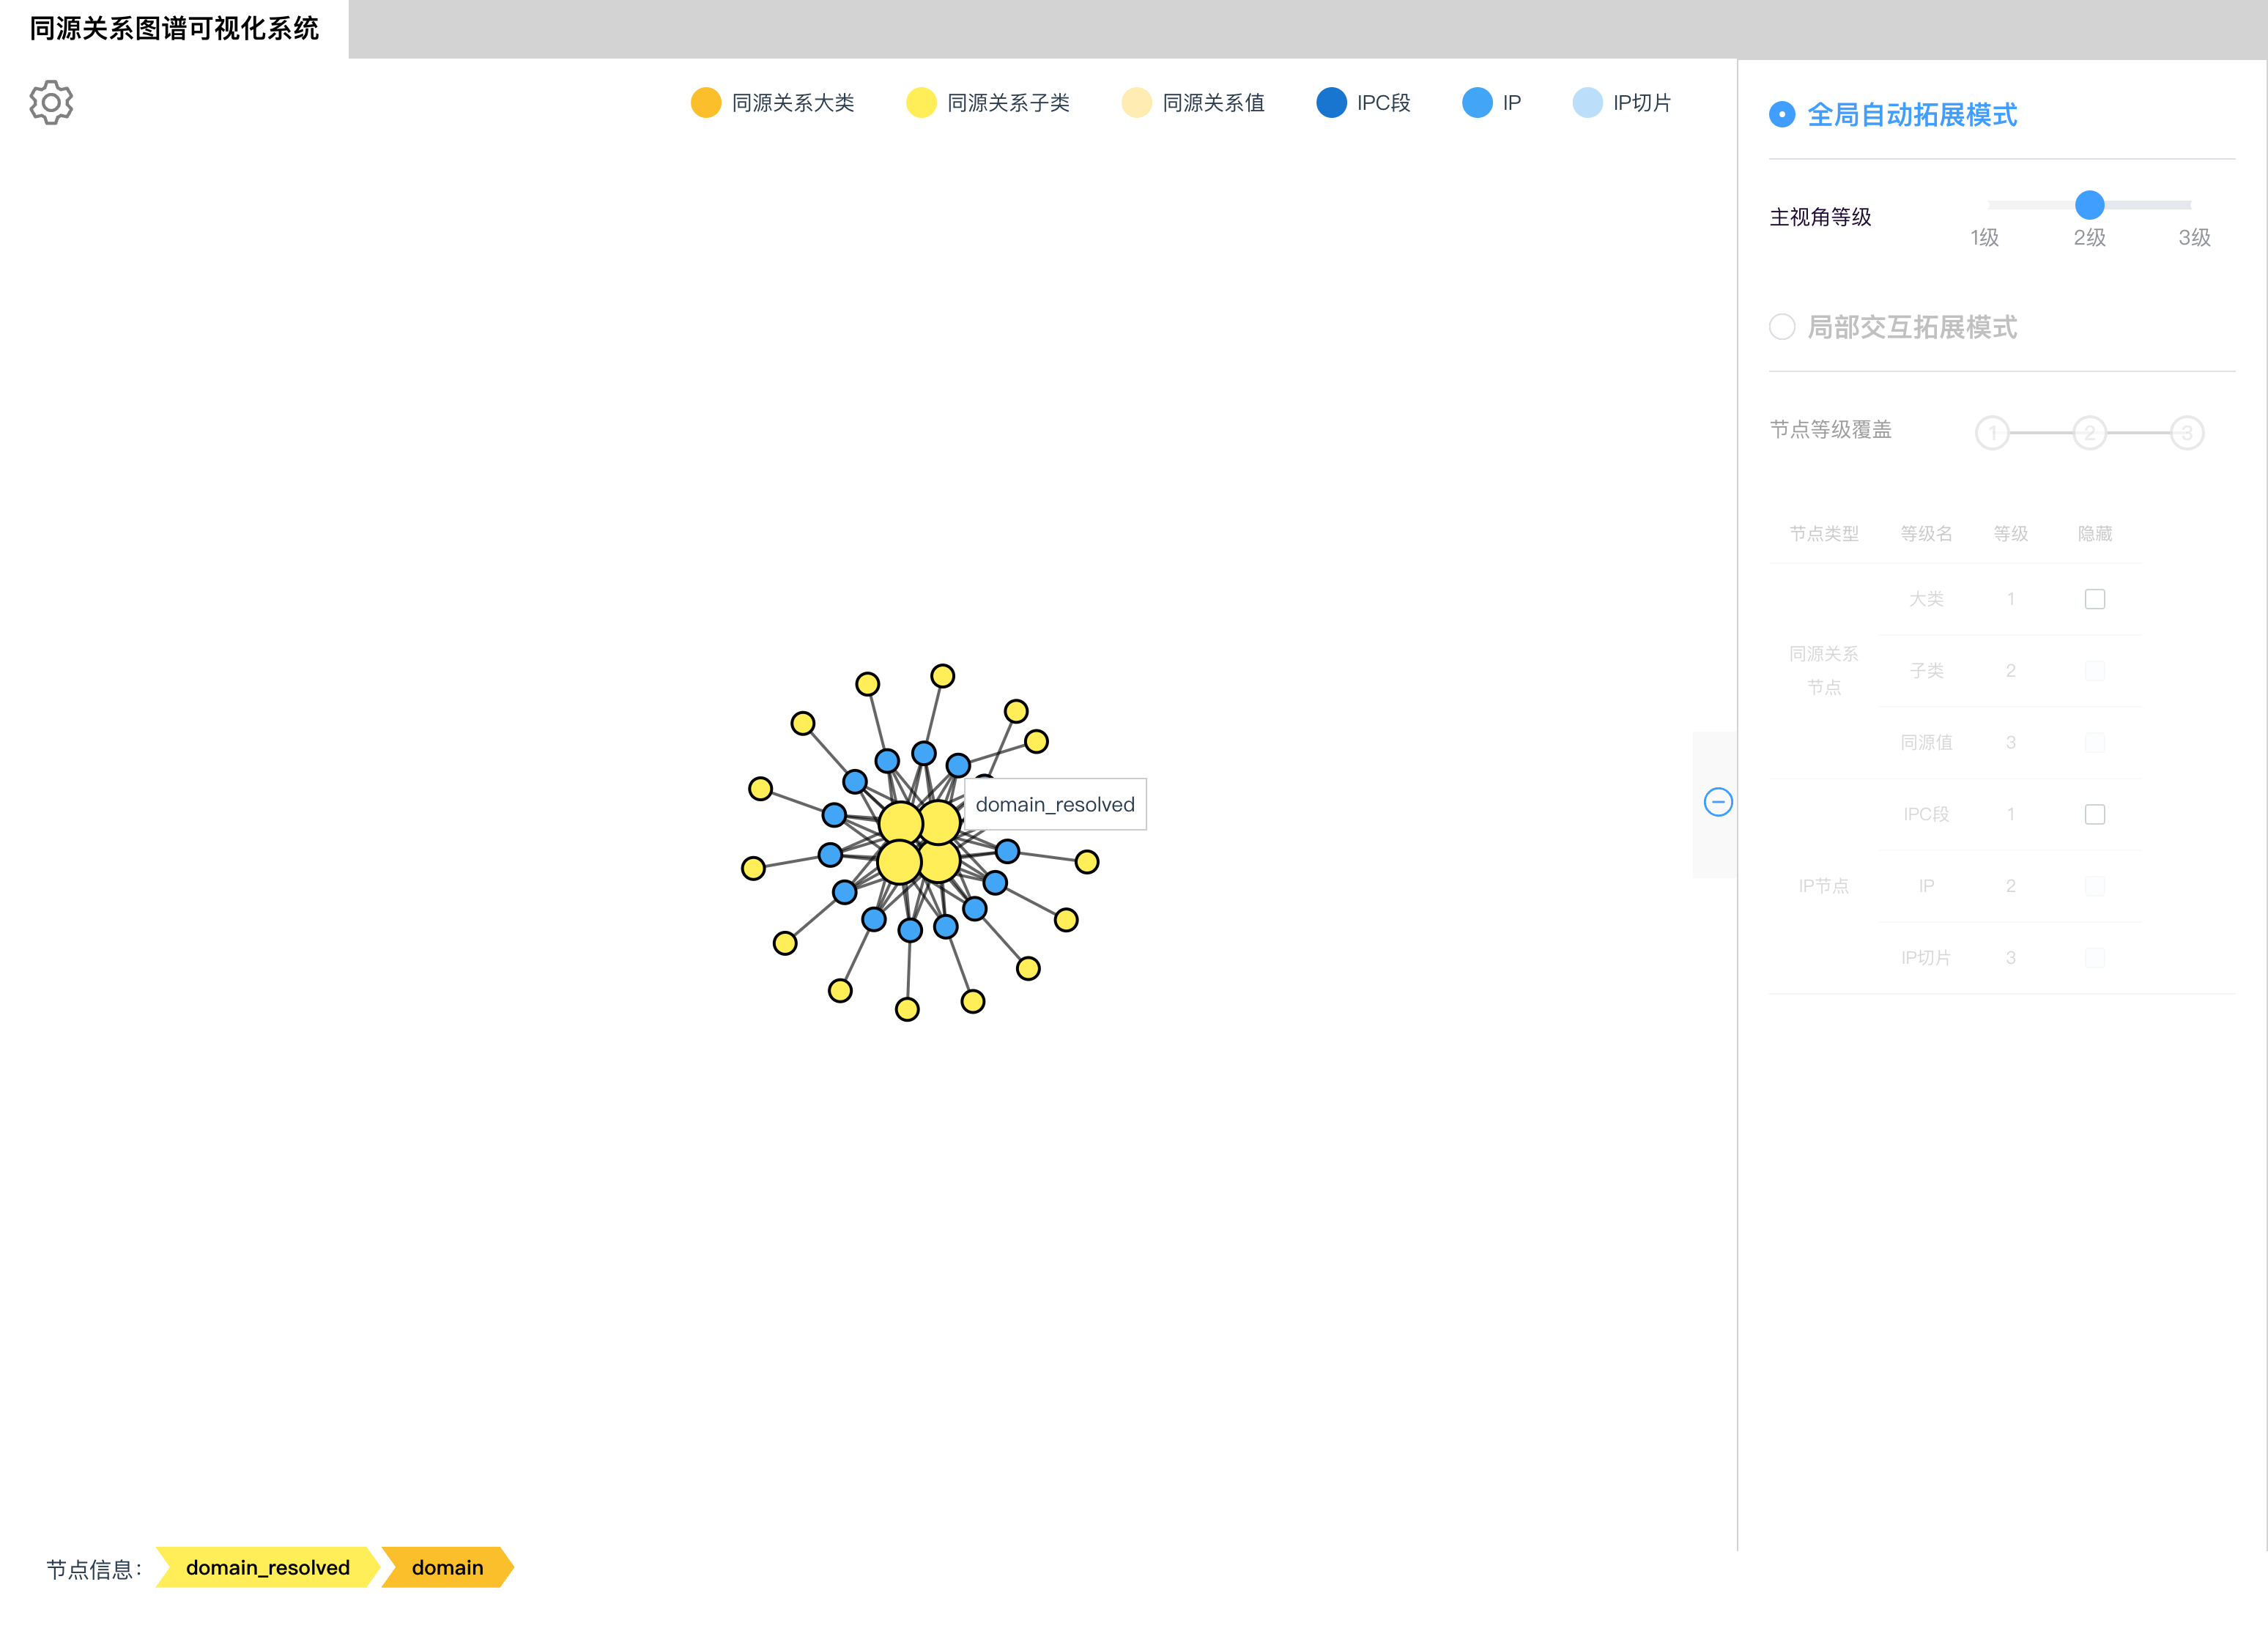 同源关系图谱可视化系统
同源关系大类 同源关系子类 同源关系值 IPC段 IP IP切片
全局自动拓展模式
主视角等级
1级 2级 3级
局部交互拓展模式
节点等级覆盖 1 2 3
节点类型 等级名 等级 隐藏
大类 1
同源关系
节点
子类 2
同源值 3
IPC段 1
IP节点 IP 2
IP切片 3
domain_resolved
节点信息: domain_resolved domain